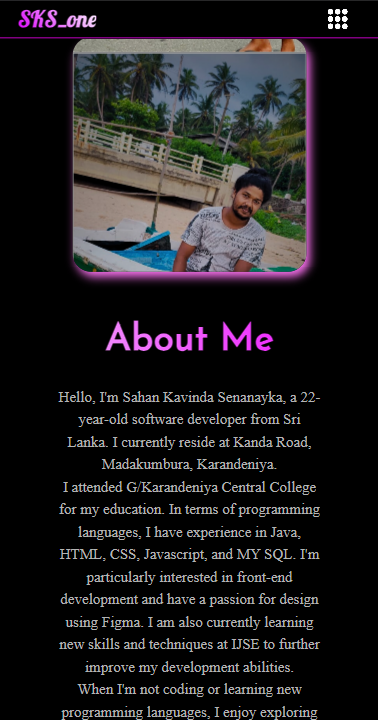 SKS_one
About Me
Hello, I'm Sahan Kavinda Senanayka, a 22-
year-old software developer from Sri
Lanka. I currently reside at Kanda Road,
Madakumbura, Karandeniya.
I attended G/Karandeniya Central College
for my education. In terms of programming
languages, I have experience in Java,
HTML, CSS, Javascript, and MY SQL. I'm
particularly interested in front-end
development and have a passion for design
using Figma. I am also currently learning
new skills and techniques at IJSE to further
improve my development abilities.
When I'm not coding or learning new
programming languages, I enjoy exploring